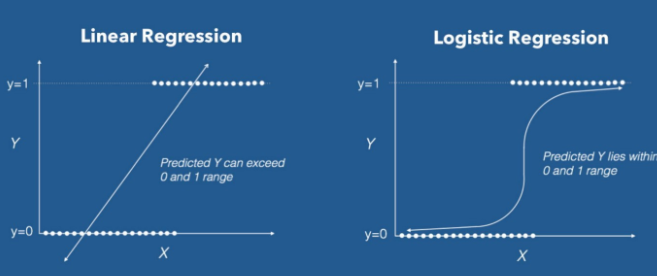 Linear Regression
y=1
Y
Predicted Y can exceed
0 and 1 range
y=0
X
Logistic Regression
y=1
Y
Predicted Y lies within
0 and 1 range
y=0
X